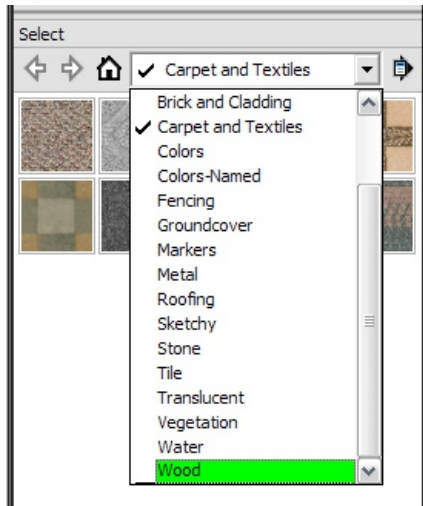 Select
Carpet and Textiles
Brick and Cladding
Carpet and Textiles
Colors
Colors-Named
Fencing
Groundcover
Markers
Metal
Roofing
Sketchy
Stone
Tile
Translucent
Vegetation
Water
Wood